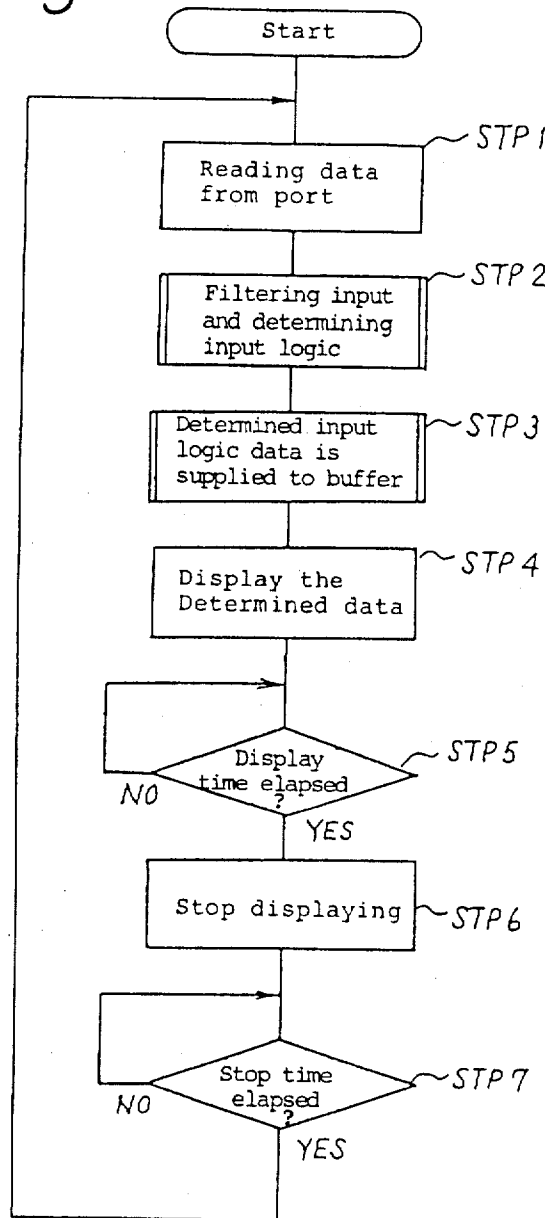 Start
STP 1
Reading data
from port
STP 2
Filtering input
and determining
input logic
STP 3
Determined input
logic data is
supplied to buffer
STP 4
Display the
Determined data
STP 5
Display
time elapsed
?
NO
YES
Stop displaying
STP 6
STP 7
Stop time
elapsed
?
NO
YES